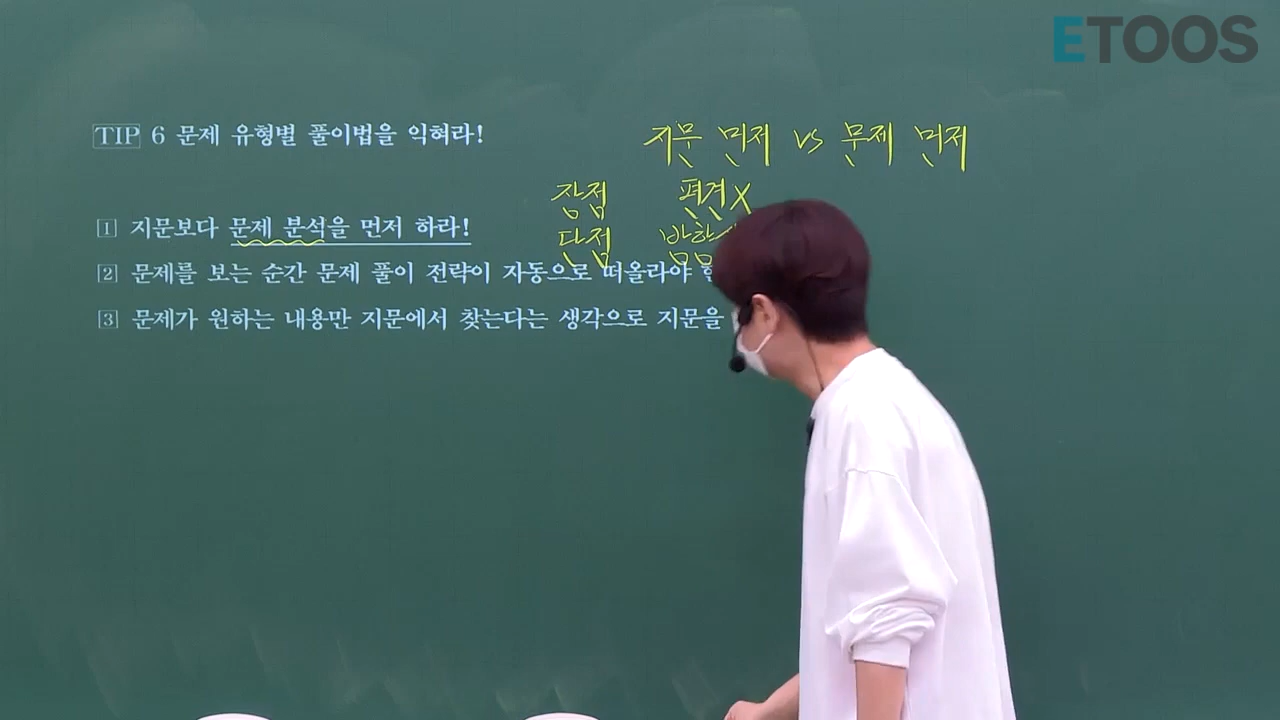 ETOOS
TIP 6 문제 유형별 풀이법을 익혀라!
지문 먼저 vs 문제 먼저
장점 편견X
단점
1 지문보다 문제 분석을 먼저 하라!
2 문제를 보는 순간 문제 풀이 전략이 자동으로 떠올라야
3 문제가 원하는 내용만 지문에서 찾는다는 생각으로 지문을